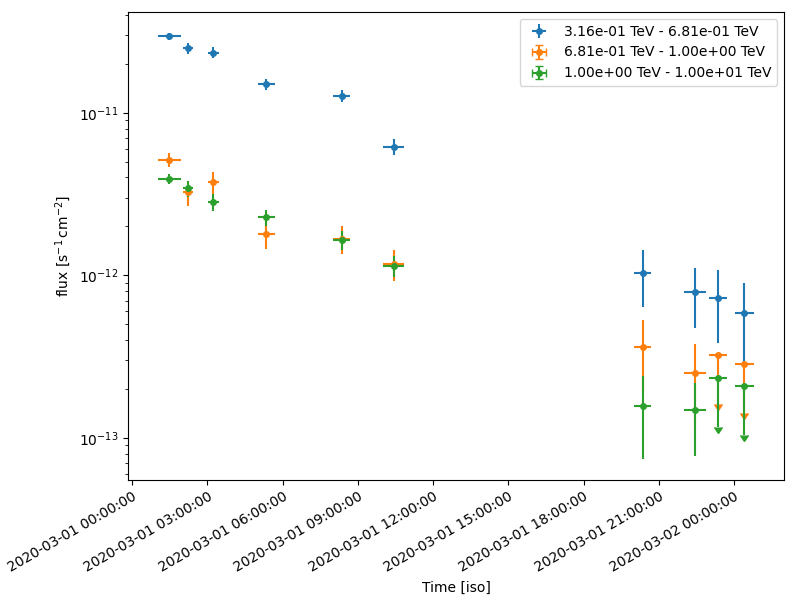 3.16e-01 TeV - 6.81e-01 TeV
6.81e-01 TeV - 1.00e+00 TeV
1.00e+00 TeV - 1.00e+01 TeV
flux [s⁻¹ cm⁻²]
10⁻¹¹
10⁻¹²
10⁻¹³
2020-03-01 00:00:00
2020-03-01 03:00:00
2020-03-01 06:00:00
2020-03-01 09:00:00
2020-03-01 12:00:00
2020-03-01 15:00:00
2020-03-01 18:00:00
2020-03-01 21:00:00
2020-03-02 00:00:00
Time [iso]